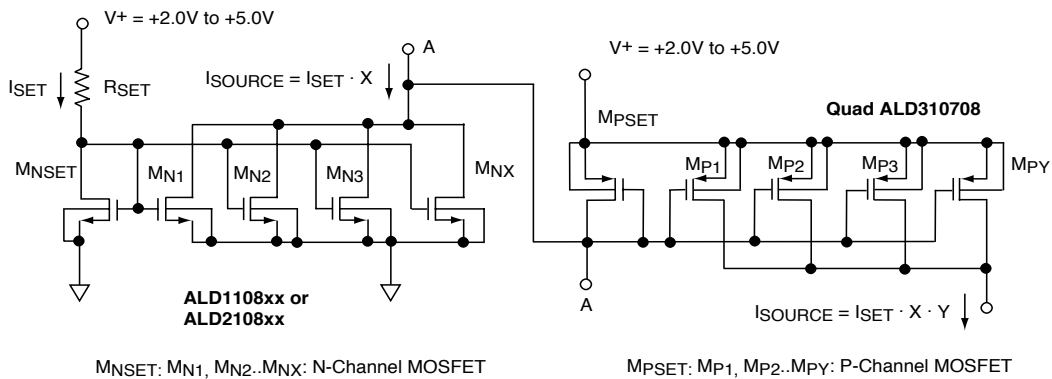 V+ = +2.0V to +5.0V
ISET
RSET
A
ISOURCE = ISET · X
MNSET
MN1
MN2
MN3
MNX
ALD1108xx or
ALD2108xx
MNSET: MN1, MN2..MNX: N-Channel MOSFET
V+ = +2.0V to +5.0V
MPSET
Quad ALD310708
MP1
MP2
MP3
MPY
A
ISOURCE = ISET · X · Y
MPSET: MP1, MP2..MPY: P-Channel MOSFET